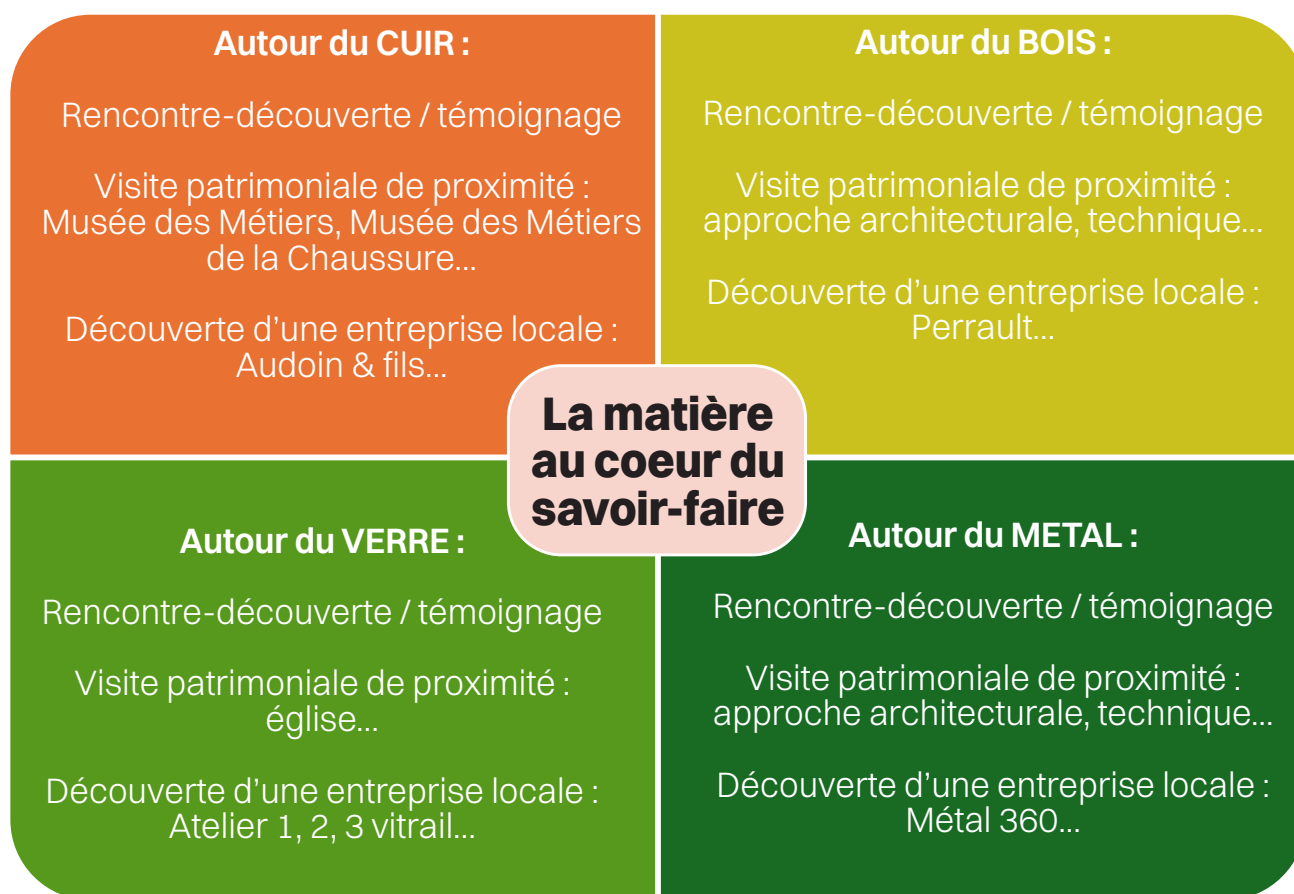 Autour du CUIR :
Rencontre-découverte / témoignage
Visite patrimoniale de proximité :
Musée des Métiers, Musée des Métiers
de la Chaussure...
Découverte d'une entreprise locale :
Audoin & fils...
Autour du BOIS :
Rencontre-découverte / témoignage
Visite patrimoniale de proximité :
approche architecturale, technique...
Découverte d'une entreprise locale :
Perrault...
La matière
au coeur du
savoir-faire
Autour du VERRE :
Rencontre-découverte / témoignage
Visite patrimoniale de proximité :
église...
Découverte d'une entreprise locale :
Atelier 1, 2, 3 vitrail...
Autour du METAL :
Rencontre-découverte / témoignage
Visite patrimoniale de proximité :
approche architecturale, technique...
Découverte d'une entreprise locale :
Métal 360...